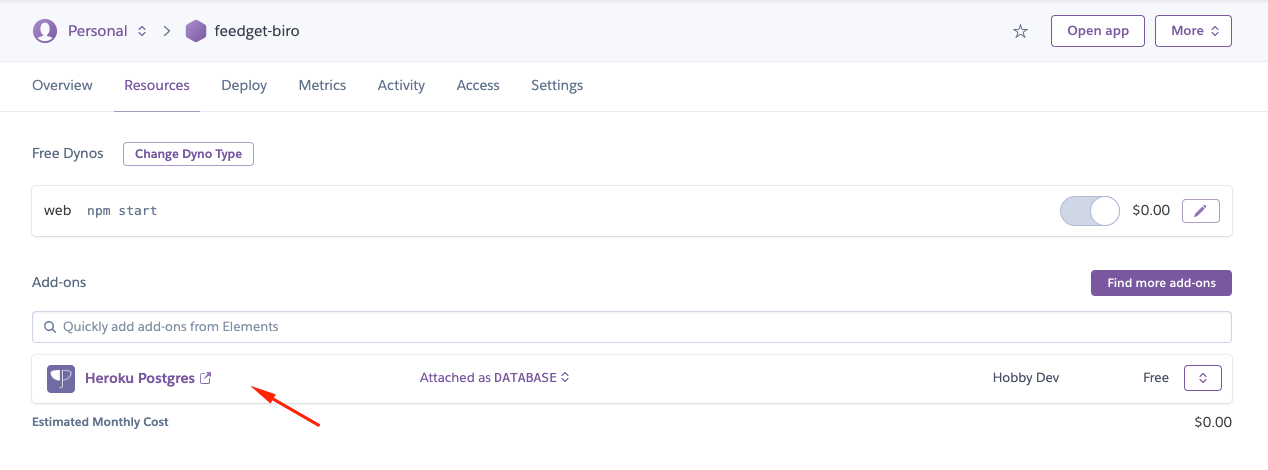 Personal feedget-biro Open app More
Overview Resources Deploy Metrics Activity Access Settings
Free Dynos Change Dyno Type
web npm start $0.00
Add-ons Find more add-ons
Quickly add add-ons from Elements
Heroku Postgres Attached as DATABASE Hobby Dev Free
Estimated Monthly Cost $0.00